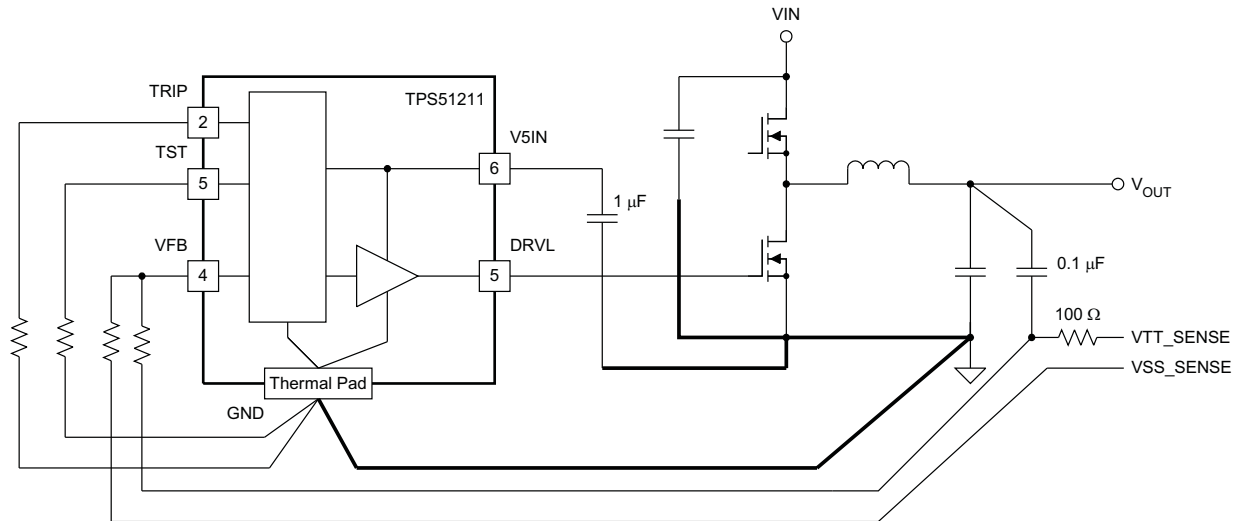 VIN
TRIP
TPS51211
2
V5IN
TST
6
5
1 μF
VOUT
VFB
DRVL
4
5
0.1 μF
100 Ω
VTT_SENSE
VSS_SENSE
Thermal Pad
GND